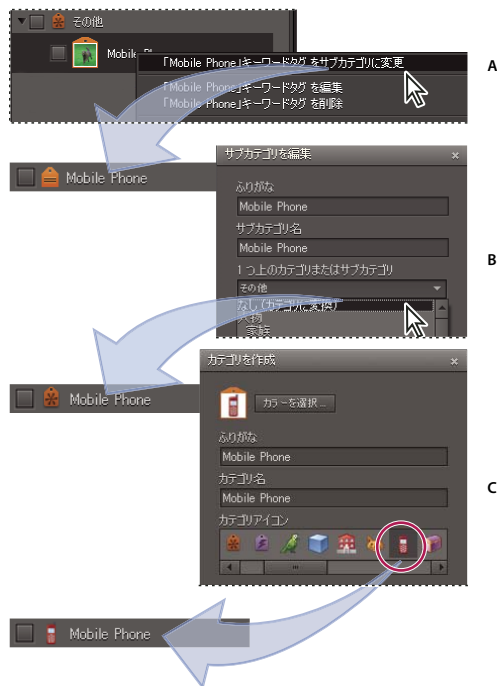 その他
Mobile Ph
「Mobile Phone」キーワードタグ をサブカテゴリに変更
「Mobile Phone」キーワードタグ を編集
「Mobile Phone」キーワードタグ を削除
A
Mobile Phone
サブカテゴリを編集
ふりがな
Mobile Phone
サブカテゴリ名
Mobile Phone
1 つ上のカテゴリまたはサブカテゴリ
その他
なし (カテゴリに変換)
人物
家族
B
Mobile Phone
カテゴリを作成
カラーを選択...
ふりがな
Mobile Phone
カテゴリ名
Mobile Phone
カテゴリアイコン
C
Mobile Phone